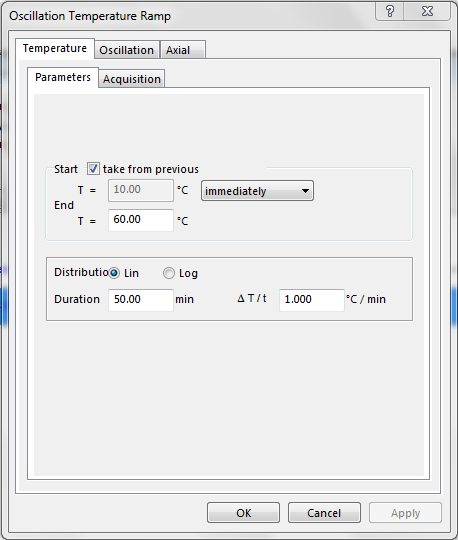 Oscillation Temperature Ramp
Temperature Oscillation Axial
Parameters Acquisition
Start take from previous
T = 10.00 °C immediately
End
T = 60.00 °C
Distributio Lin Log
Duration 50.00 min Δ T / t 1.000 °C / min
OK Cancel Apply